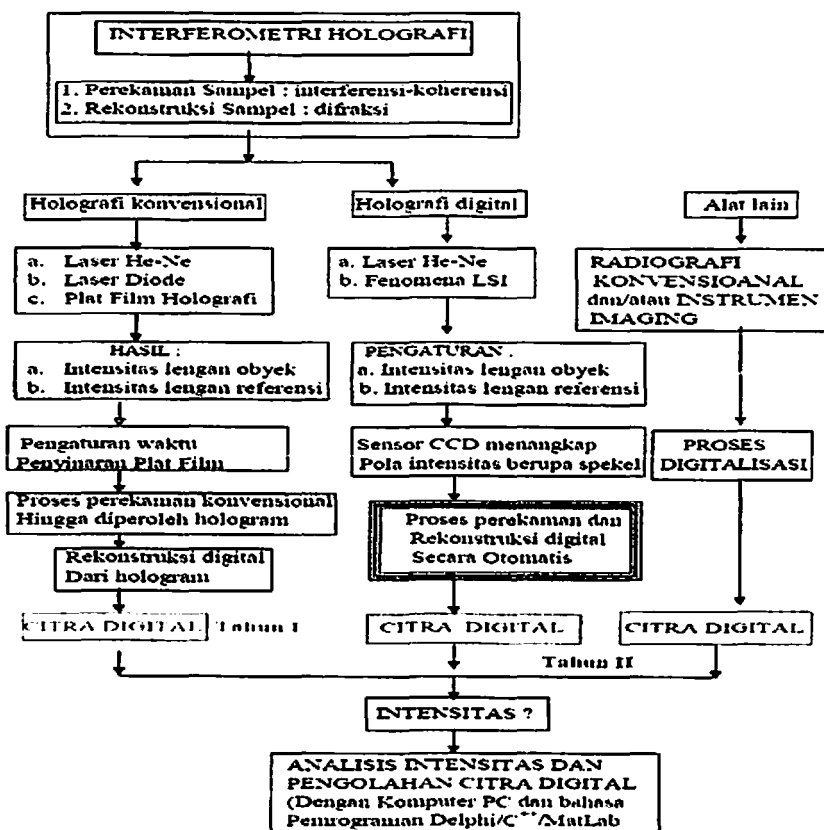 INTERFEROMETRI HOLOGRAFI
1. Perekaman Sampel : interferensi-koherensi
2. Rekonstruksi Sampel : difraksi
Holografi konvensional
a. Laser He-Ne
b. Laser Diode
c. Plat Film Holografi
HASIL :
a. Intensitas lengan obyek
b. Intensitas lengan referensi
Pengaturan waktu
Penyinaran Plat Film
Proses perekaman konvensional
Hingga diperoleh hologram
Rekonstruksi digital
Dari hologram
CITRA DIGITAL Tahun I
Holografi digital
a. Laser He-Ne
b. Fenomena LSI
PENGATURAN :
a. Intensitas lengan obyek
b. Intensitas lengan referensi
Sensor CCD menangkap
Pola intensitas berupa spekel
Proses perekaman dan
Rekonstruksi digital
Secara Otomatis
CITRA DIGITAL
Alat lain
RADIOGRAFI
KONVENSIOANAL
dan/atau INSTRUMEN
IMAGING
PROSES
DIGITALISASI
CITRA DIGITAL
Tahun II
INTENSITAS ?
ANALISIS INTENSITAS DAN
PENGOLAHAN CITRA DIGITAL
(Dengan Komputer PC dan bahasa
Pemrograman Delphi/C++/MatLab